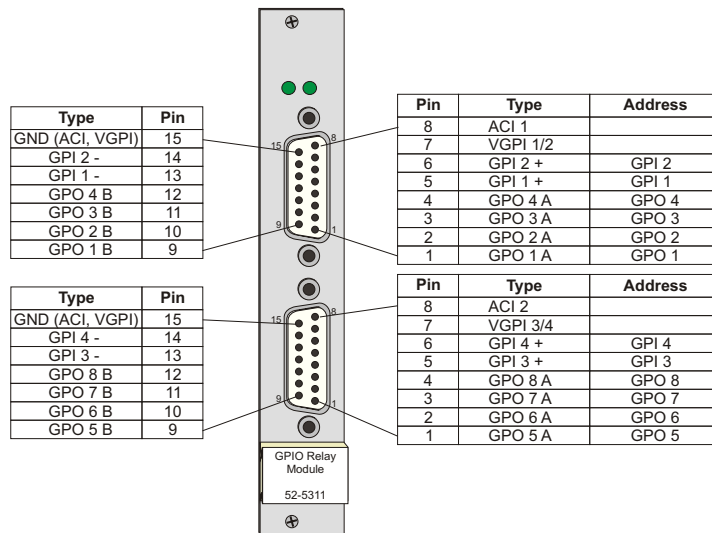 Type Pin
GND (ACI, VGPI) 15
GPI 2 - 14
GPI 1 - 13
GPO 4 B 12
GPO 3 B 11
GPO 2 B 10
GPO 1 B 9
15
8
9
1
Pin Type Address
8 ACI 1
7 VGPI 1/2
6 GPI 2 + GPI 2
5 GPI 1 + GPI 1
4 GPO 4 A GPO 4
3 GPO 3 A GPO 3
2 GPO 2 A GPO 2
1 GPO 1 A GPO 1
Type Pin
GND (ACI, VGPI) 15
GPI 4 - 14
GPI 3 - 13
GPO 8 B 12
GPO 7 B 11
GPO 6 B 10
GPO 5 B 9
15
8
9
1
Pin Type Address
8 ACI 2
7 VGPI 3/4
6 GPI 4 + GPI 4
5 GPI 3 + GPI 3
4 GPO 8 A GPO 8
3 GPO 7 A GPO 7
2 GPO 6 A GPO 6
1 GPO 5 A GPO 5
GPIO Relay
Module
52-5311